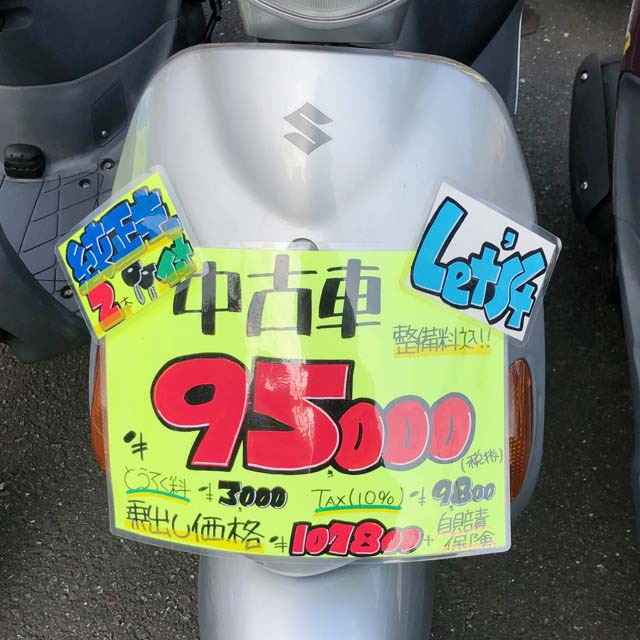 純正キー
2本付
Let's4
中古車
整備料込!!
¥95,000
(税抜)
とうろく料 ¥3,000 TAX(10%) ¥9,800
乗出し価格 ¥107,800+自賠責保険